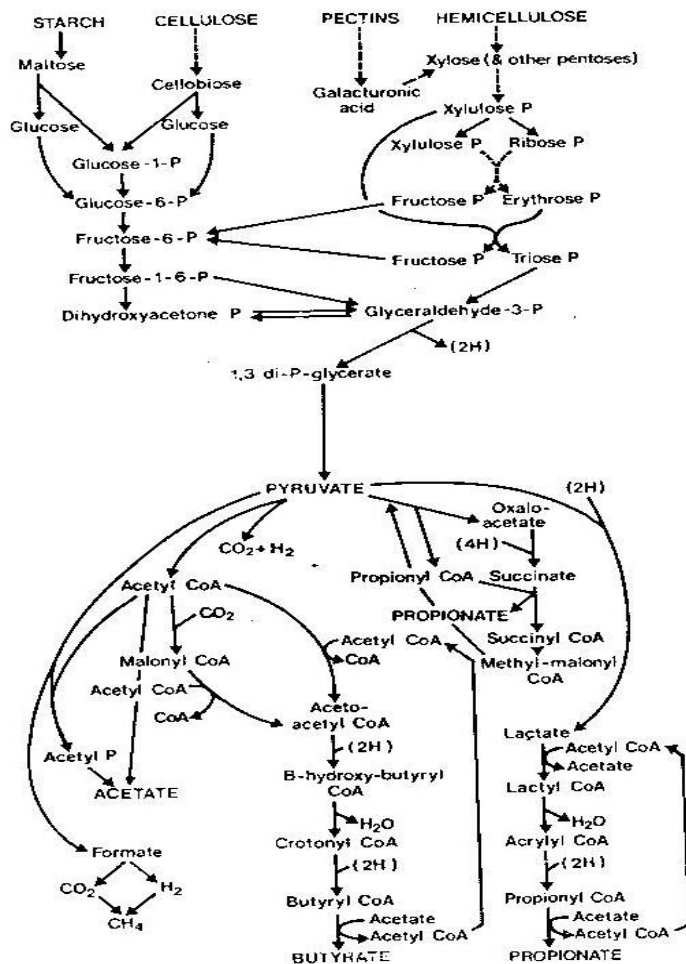 STARCH CELLULOSE PECTINS HEMICELLULOSE
Maltose Xylose (& other pentoses)
Cellobiose Galacturonic
acid
Xylulose P
Glucose Glucose
Xylulose P Ribose P
Glucose-1-P
Glucose-6-P Fructose P Erythrose P
Fructose-6-P
Fructose P Triose P
Fructose-1-6-P
Dihydroxyacetone P Glyceraldehyde-3-P
(2H)
1,3 di-P-glycerate
PYRUVATE (2H)
Oxalo-
acetate
CO2 + H2 (4H)
Acetyl CoA Propionyl CoA Succinate
CO2 PROPIONATE
Acetyl CoA Succinyl CoA
Malonyl CoA CoA Methyl-malonyl
CoA
Acetyl CoA
CoA Aceto-
acetyl CoA
Lactate
Acetyl P (2H) Acetyl CoA
Acetate
ACETATE B-hydroxy-butyryl
CoA
Lactyl CoA
H2O H2O
Formate Crotonyl CoA Acrylyl CoA
(2H) (2H)
CO2 H2
Butyryl CoA Propionyl CoA
CH4 Acetate Acetate
Acetyl CoA Acetyl CoA
BUTYRATE PROPIONATE